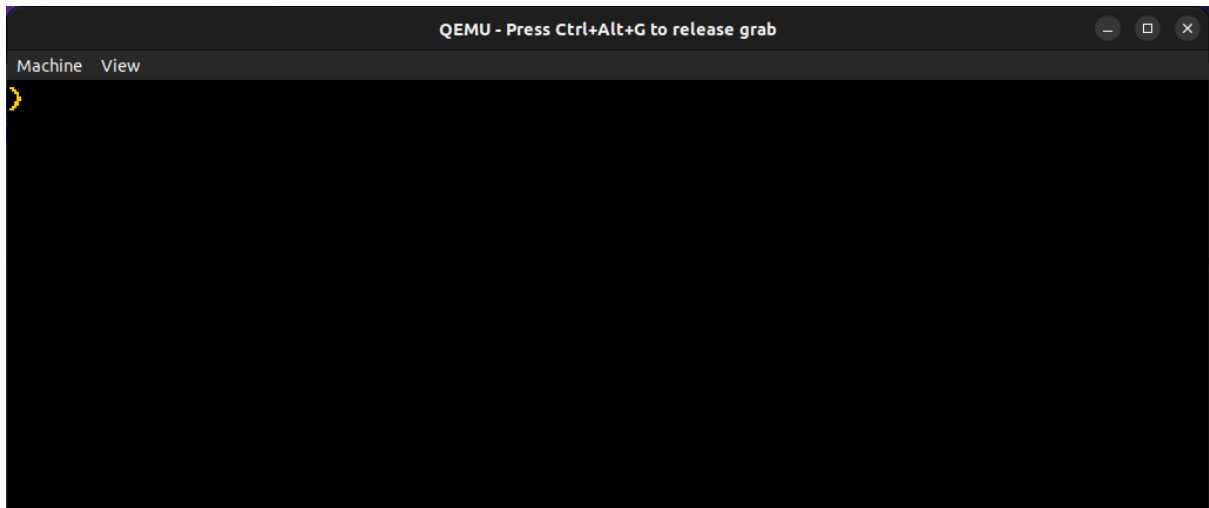 QEMU - Press Ctrl+Alt+G to release grab
Machine View
❯